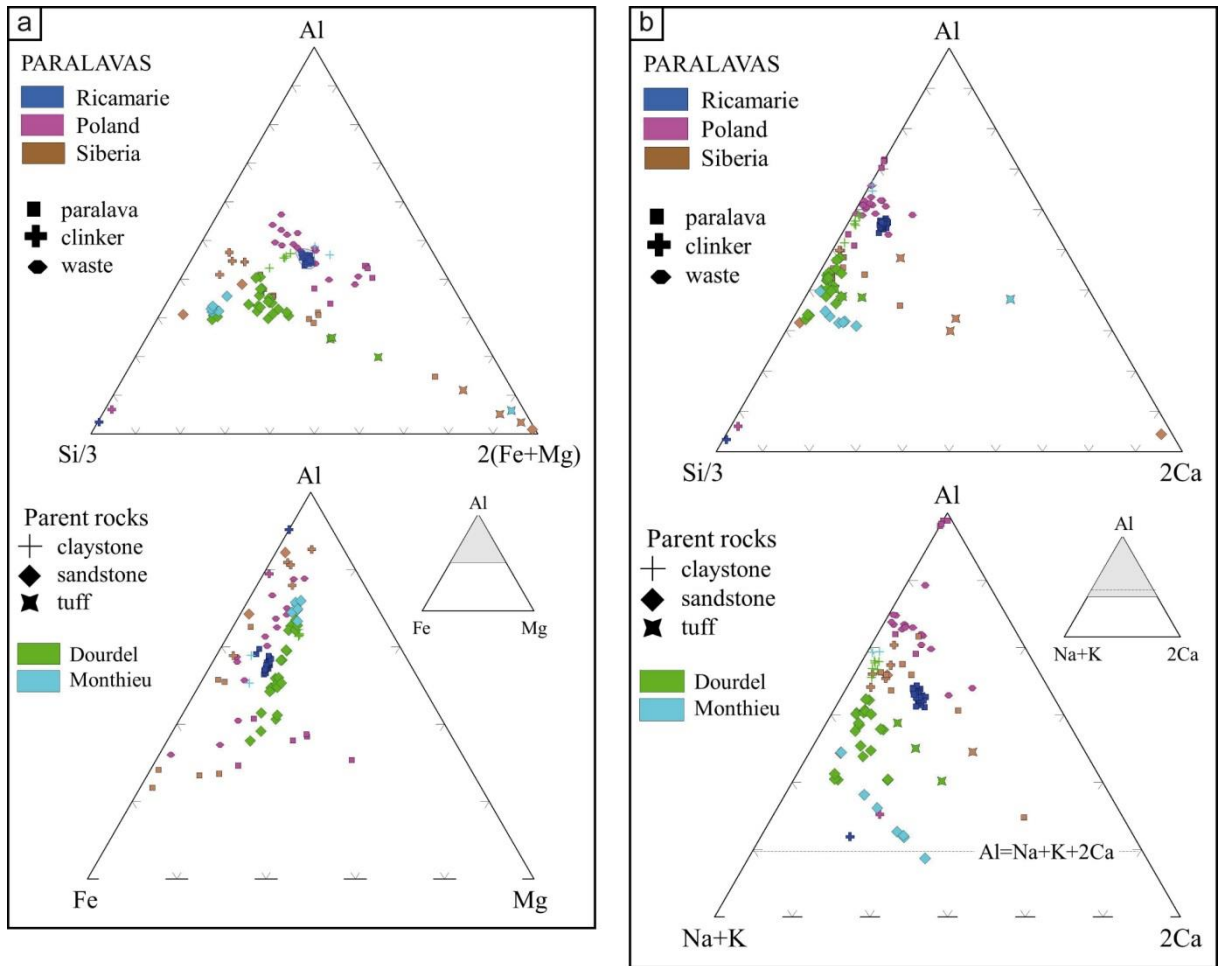 a
Al
PARALAVAS
Ricamarie
Poland
Siberia
paralava
clinker
waste
Si/3
2(Fe+Mg)
Al
Parent rocks
claystone
sandstone
tuff
Dourdel
Monthieu
Al
Fe
Mg
Fe
Mg
b
Al
PARALAVAS
Ricamarie
Poland
Siberia
paralava
clinker
waste
Si/3
2Ca
Al
Parent rocks
claystone
sandstone
tuff
Dourdel
Monthieu
Al
Na+K
2Ca
Al=Na+K+2Ca
Na+K
2Ca